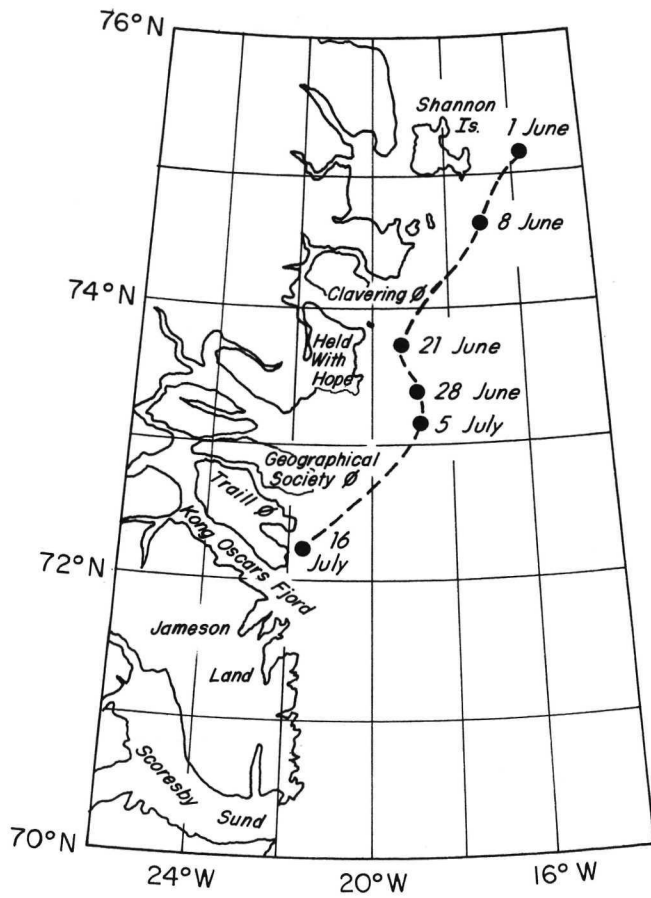 76°N
Shannon
Is.
1 June
8 June
Clavering Ø
74°N
Held
With
Hope
21 June
28 June
5 July
Geographical
Society Ø
Traill Ø
16
July
Kong Oscars Fjord
72°N
Jameson
Land
Scoresby
Sund
70°N
24°W
20°W
16°W